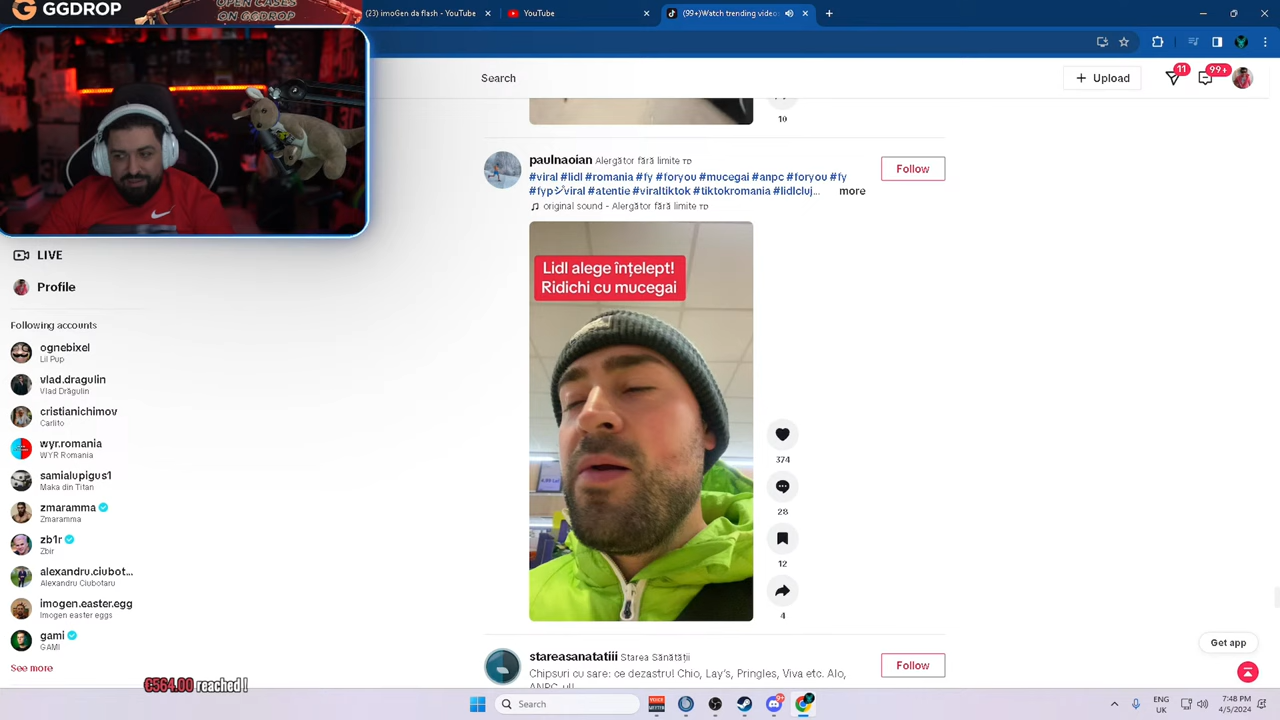 GGDROP
OPEN CASES
ON GGDROP
(23) imoGen da flash - YouTube
YouTube
(99+)Watch trending video
Search
Upload
11
99+
10
paulnaoian Alergător fără limite
Follow
#viral #lidl #romania #fy #foryou #mucegai #anpc #foryou #fy
#fypシ゚viral #atentie #viraltiktok #tiktokromania #lidlcluj... more
original sound - Alergător fără limite
Lidl alege înțelept!
Ridichi cu mucegai
374
28
12
4
LIVE
Profile
Following accounts
ognebixel
Lil Pup
vlad.dragulin
Vlad Drăgulin
cristianichimov
Carlito
wyr.romania
WYR Romania
samialupigus1
Maka din Titan
zmaramma
Zmaramma
zb1r
Zbir
alexandru.ciubot...
Alexandru Ciubotaru
imogen.easter.egg
Imogen easter eggs
gami
GAMI
See more
€564.00 reached !
stareasanatatiii Starea Sănătății
Follow
Chipsuri cu sare: ce dezastru! Chio, Lay's, Pringles, Viva etc. Alo,
ANPC, u!!
Get app
Search
ENG
UK
7:48 PM
4/5/2024